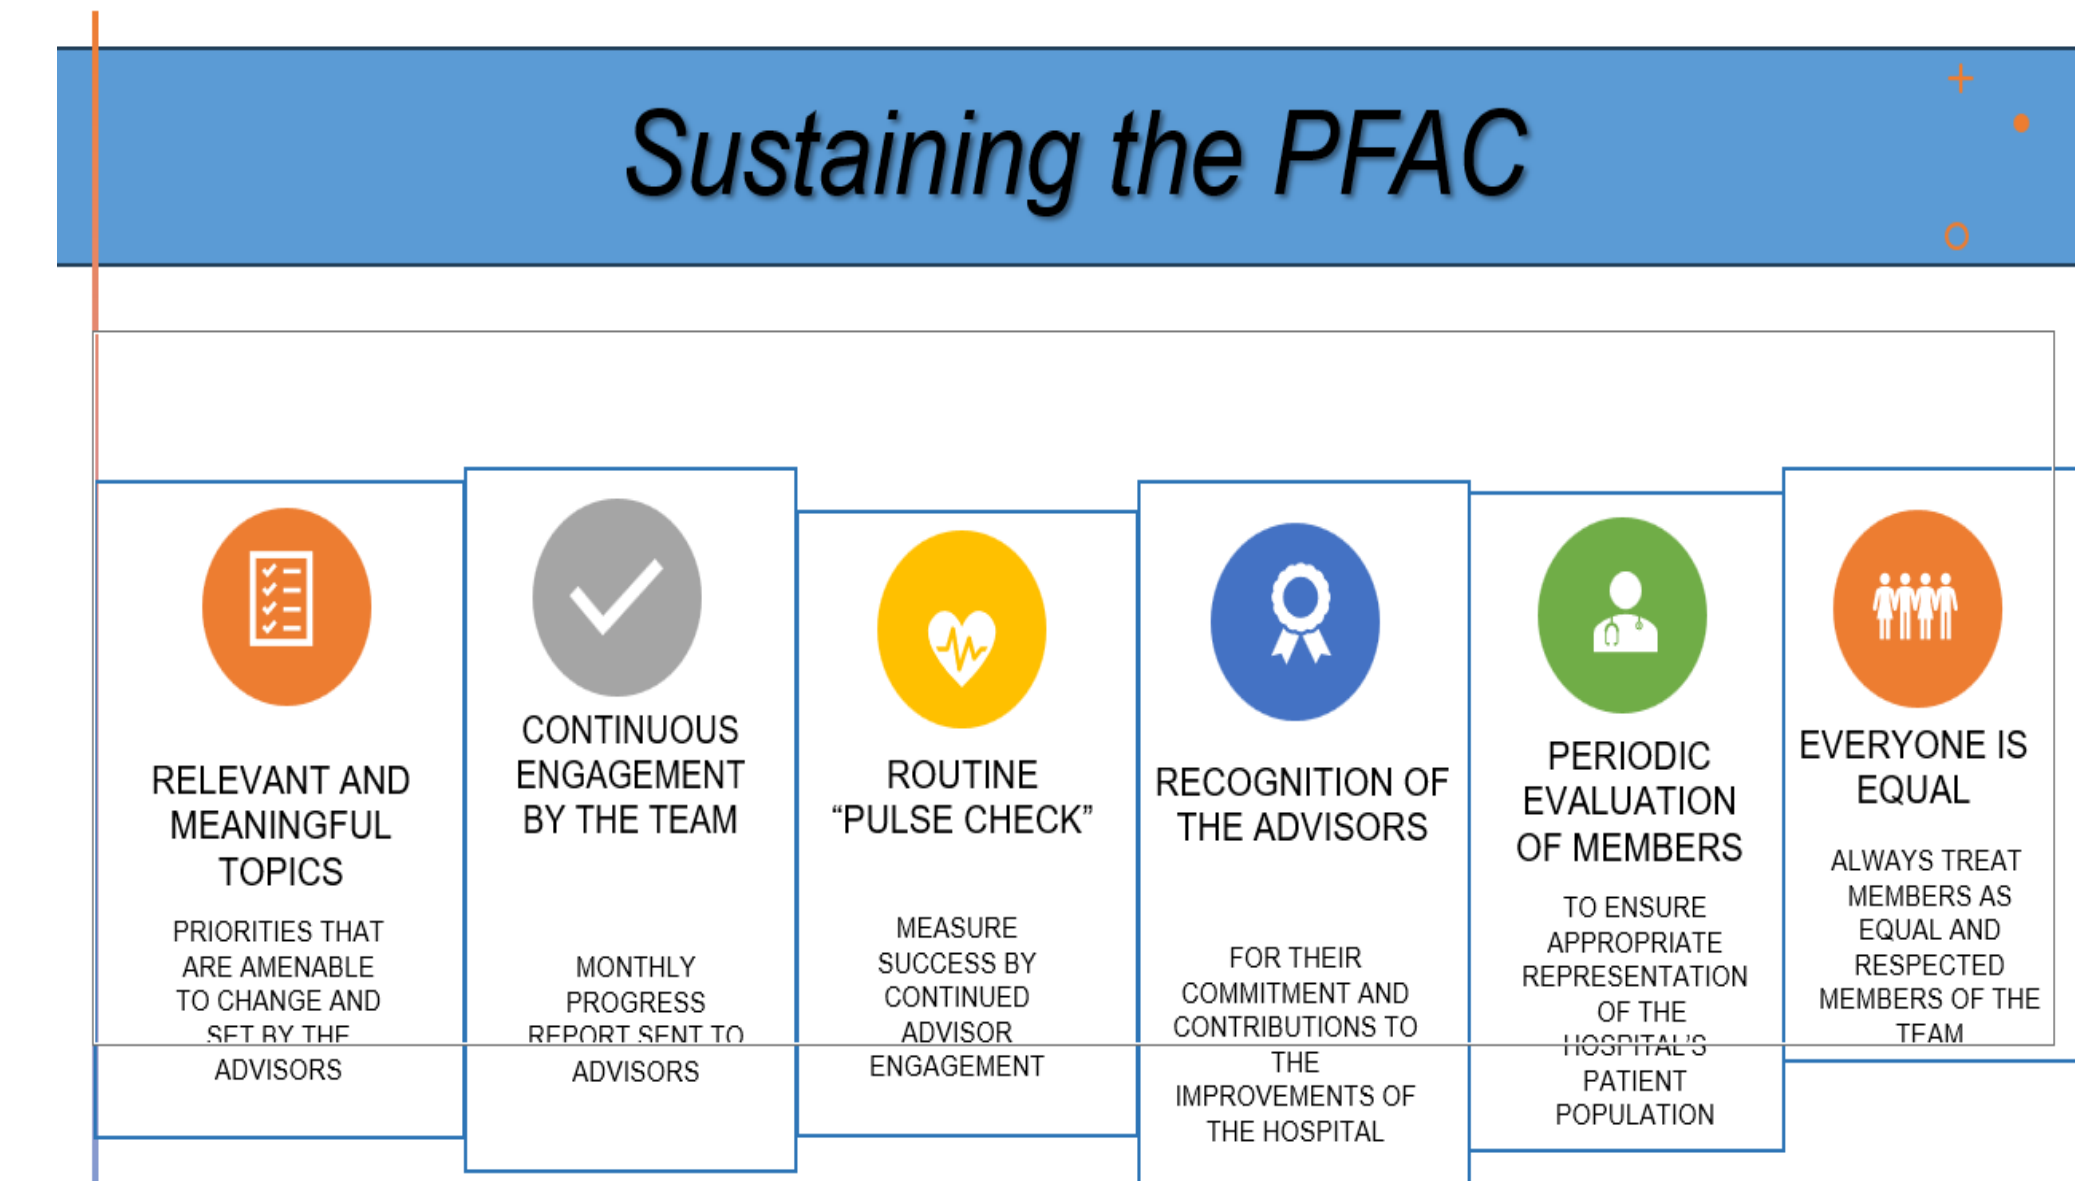 Sustaining the PFAC
RELEVANT AND
MEANINGFUL
TOPICS
PRIORITIES THAT
ARE AMENABLE
TO CHANGE AND
SET BY THE
ADVISORS
CONTINUOUS
ENGAGEMENT
BY THE TEAM
MONTHLY
PROGRESS
REPORT SENT TO
ADVISORS
ROUTINE
“PULSE CHECK”
MEASURE
SUCCESS BY
CONTINUED
ADVISOR
ENGAGEMENT
RECOGNITION OF
THE ADVISORS
FOR THEIR
COMMITMENT AND
CONTRIBUTIONS TO
THE
IMPROVEMENTS OF
THE HOSPITAL
PERIODIC
EVALUATION
OF MEMBERS
TO ENSURE
APPROPRIATE
REPRESENTATION
OF THE
HOSPITAL'S
PATIENT
POPULATION
EVERYONE IS
EQUAL
ALWAYS TREAT
MEMBERS AS
EQUAL AND
RESPECTED
MEMBERS OF THE
TEAM